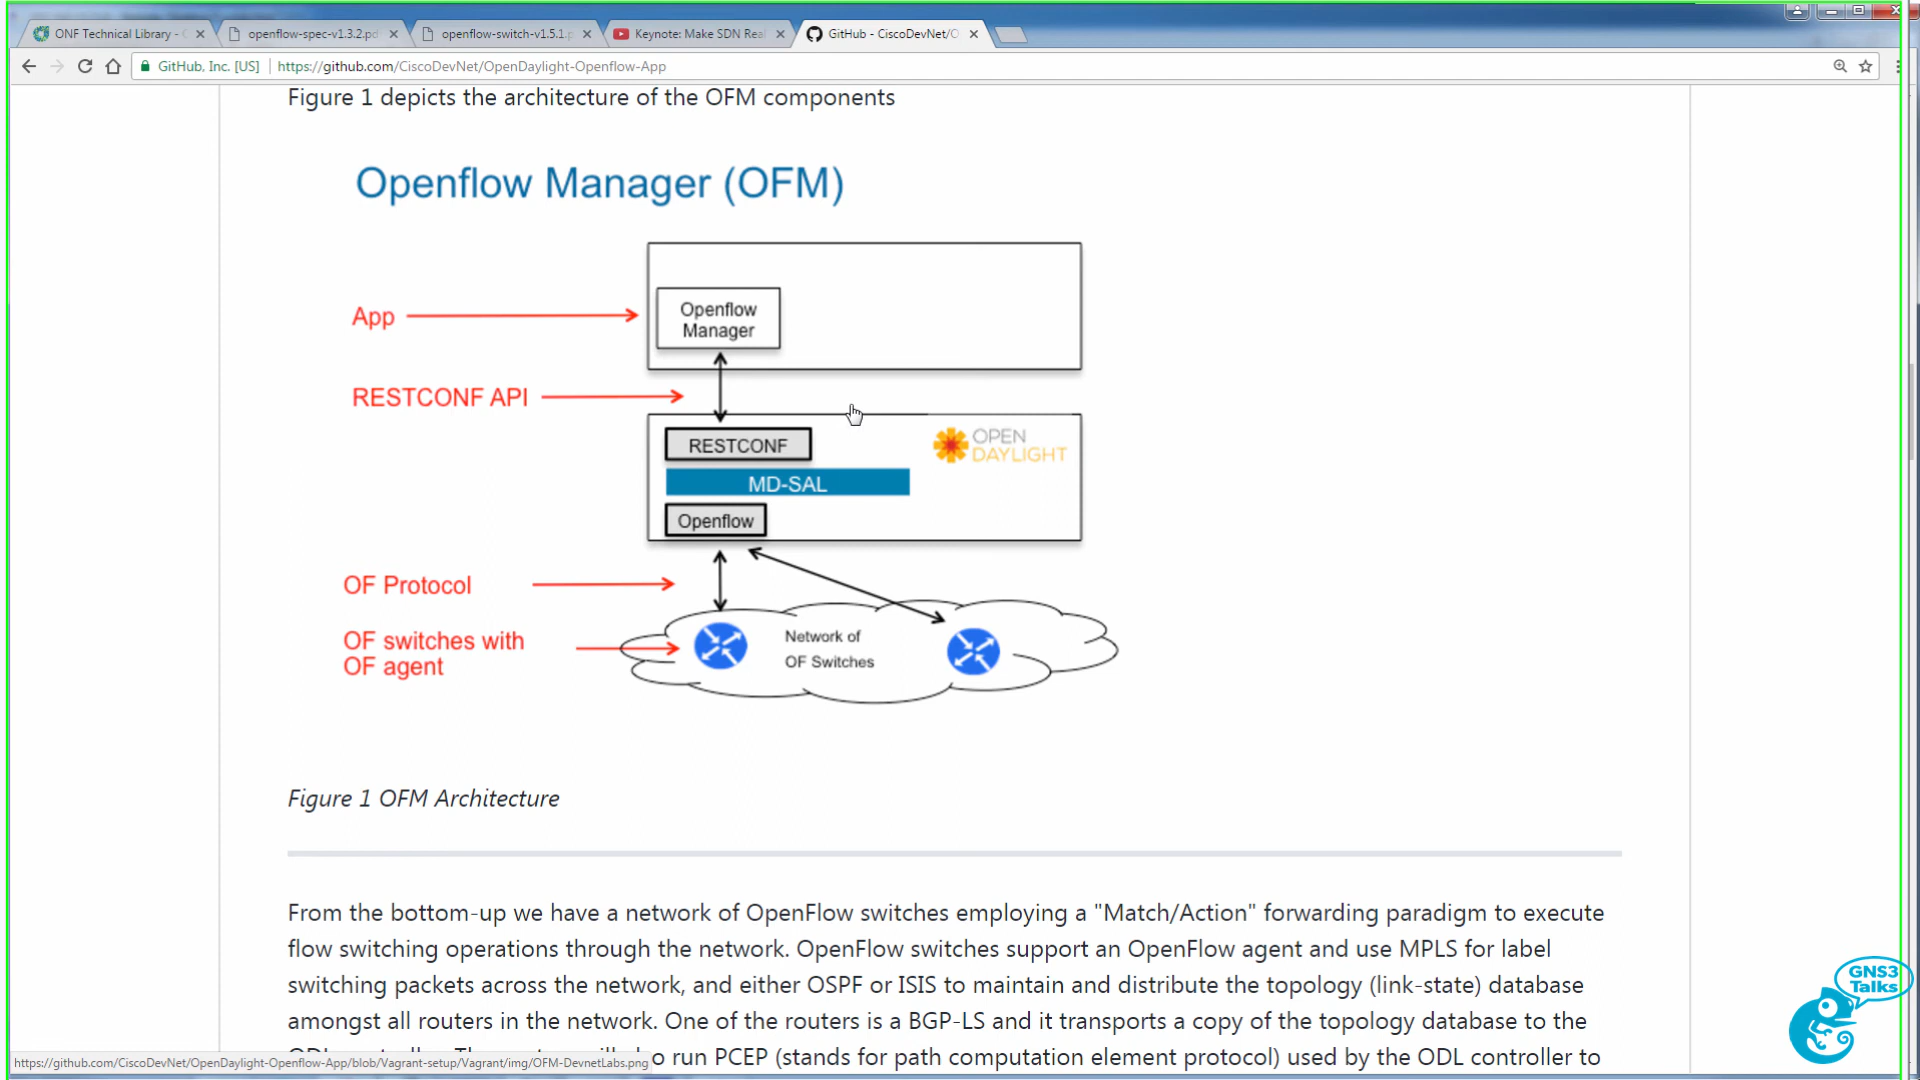 ONF Technical Library -
openflow-spec-v1.3.2.pd
openflow-switch-v1.5.1.p
Keynote: Make SDN Real
GitHub - CiscoDevNet/O
GitHub, Inc. [US]
https://github.com/CiscoDevNet/OpenDaylight-Openflow-App
Figure 1 depicts the architecture of the OFM components
Openflow Manager (OFM)
App
Openflow
Manager
RESTCONF API
RESTCONF
OPEN
DAYLIGHT
MD-SAL
Openflow
OF Protocol
OF switches with
OF agent
Network of
OF Switches
Figure 1 OFM Architecture
From the bottom-up we have a network of OpenFlow switches employing a "Match/Action" forwarding paradigm to execute
flow switching operations through the network. OpenFlow switches support an OpenFlow agent and use MPLS for label
switching packets across the network, and either OSPF or ISIS to maintain and distribute the topology (link-state) database
amongst all routers in the network. One of the routers is a BGP-LS and it transports a copy of the topology database to the
run PCEP (stands for path computation element protocol) used by the ODL controller to
https://github.com/CiscoDevNet/OpenDaylight-Openflow-App/blob/Vagrant-setup/Vagrant/img/OFM-DevnetLabs.png
GNS3
Talks